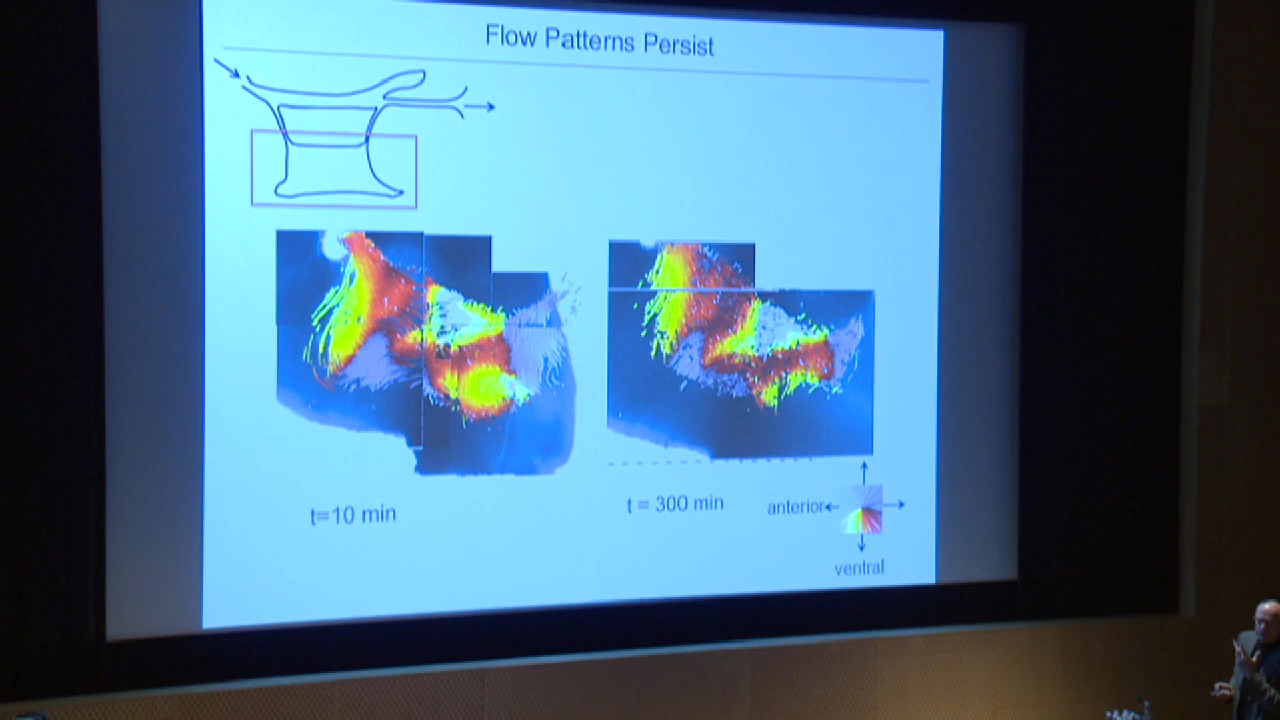 Flow Patterns Persist
t=10 min
t = 300 min
anterior
ventral